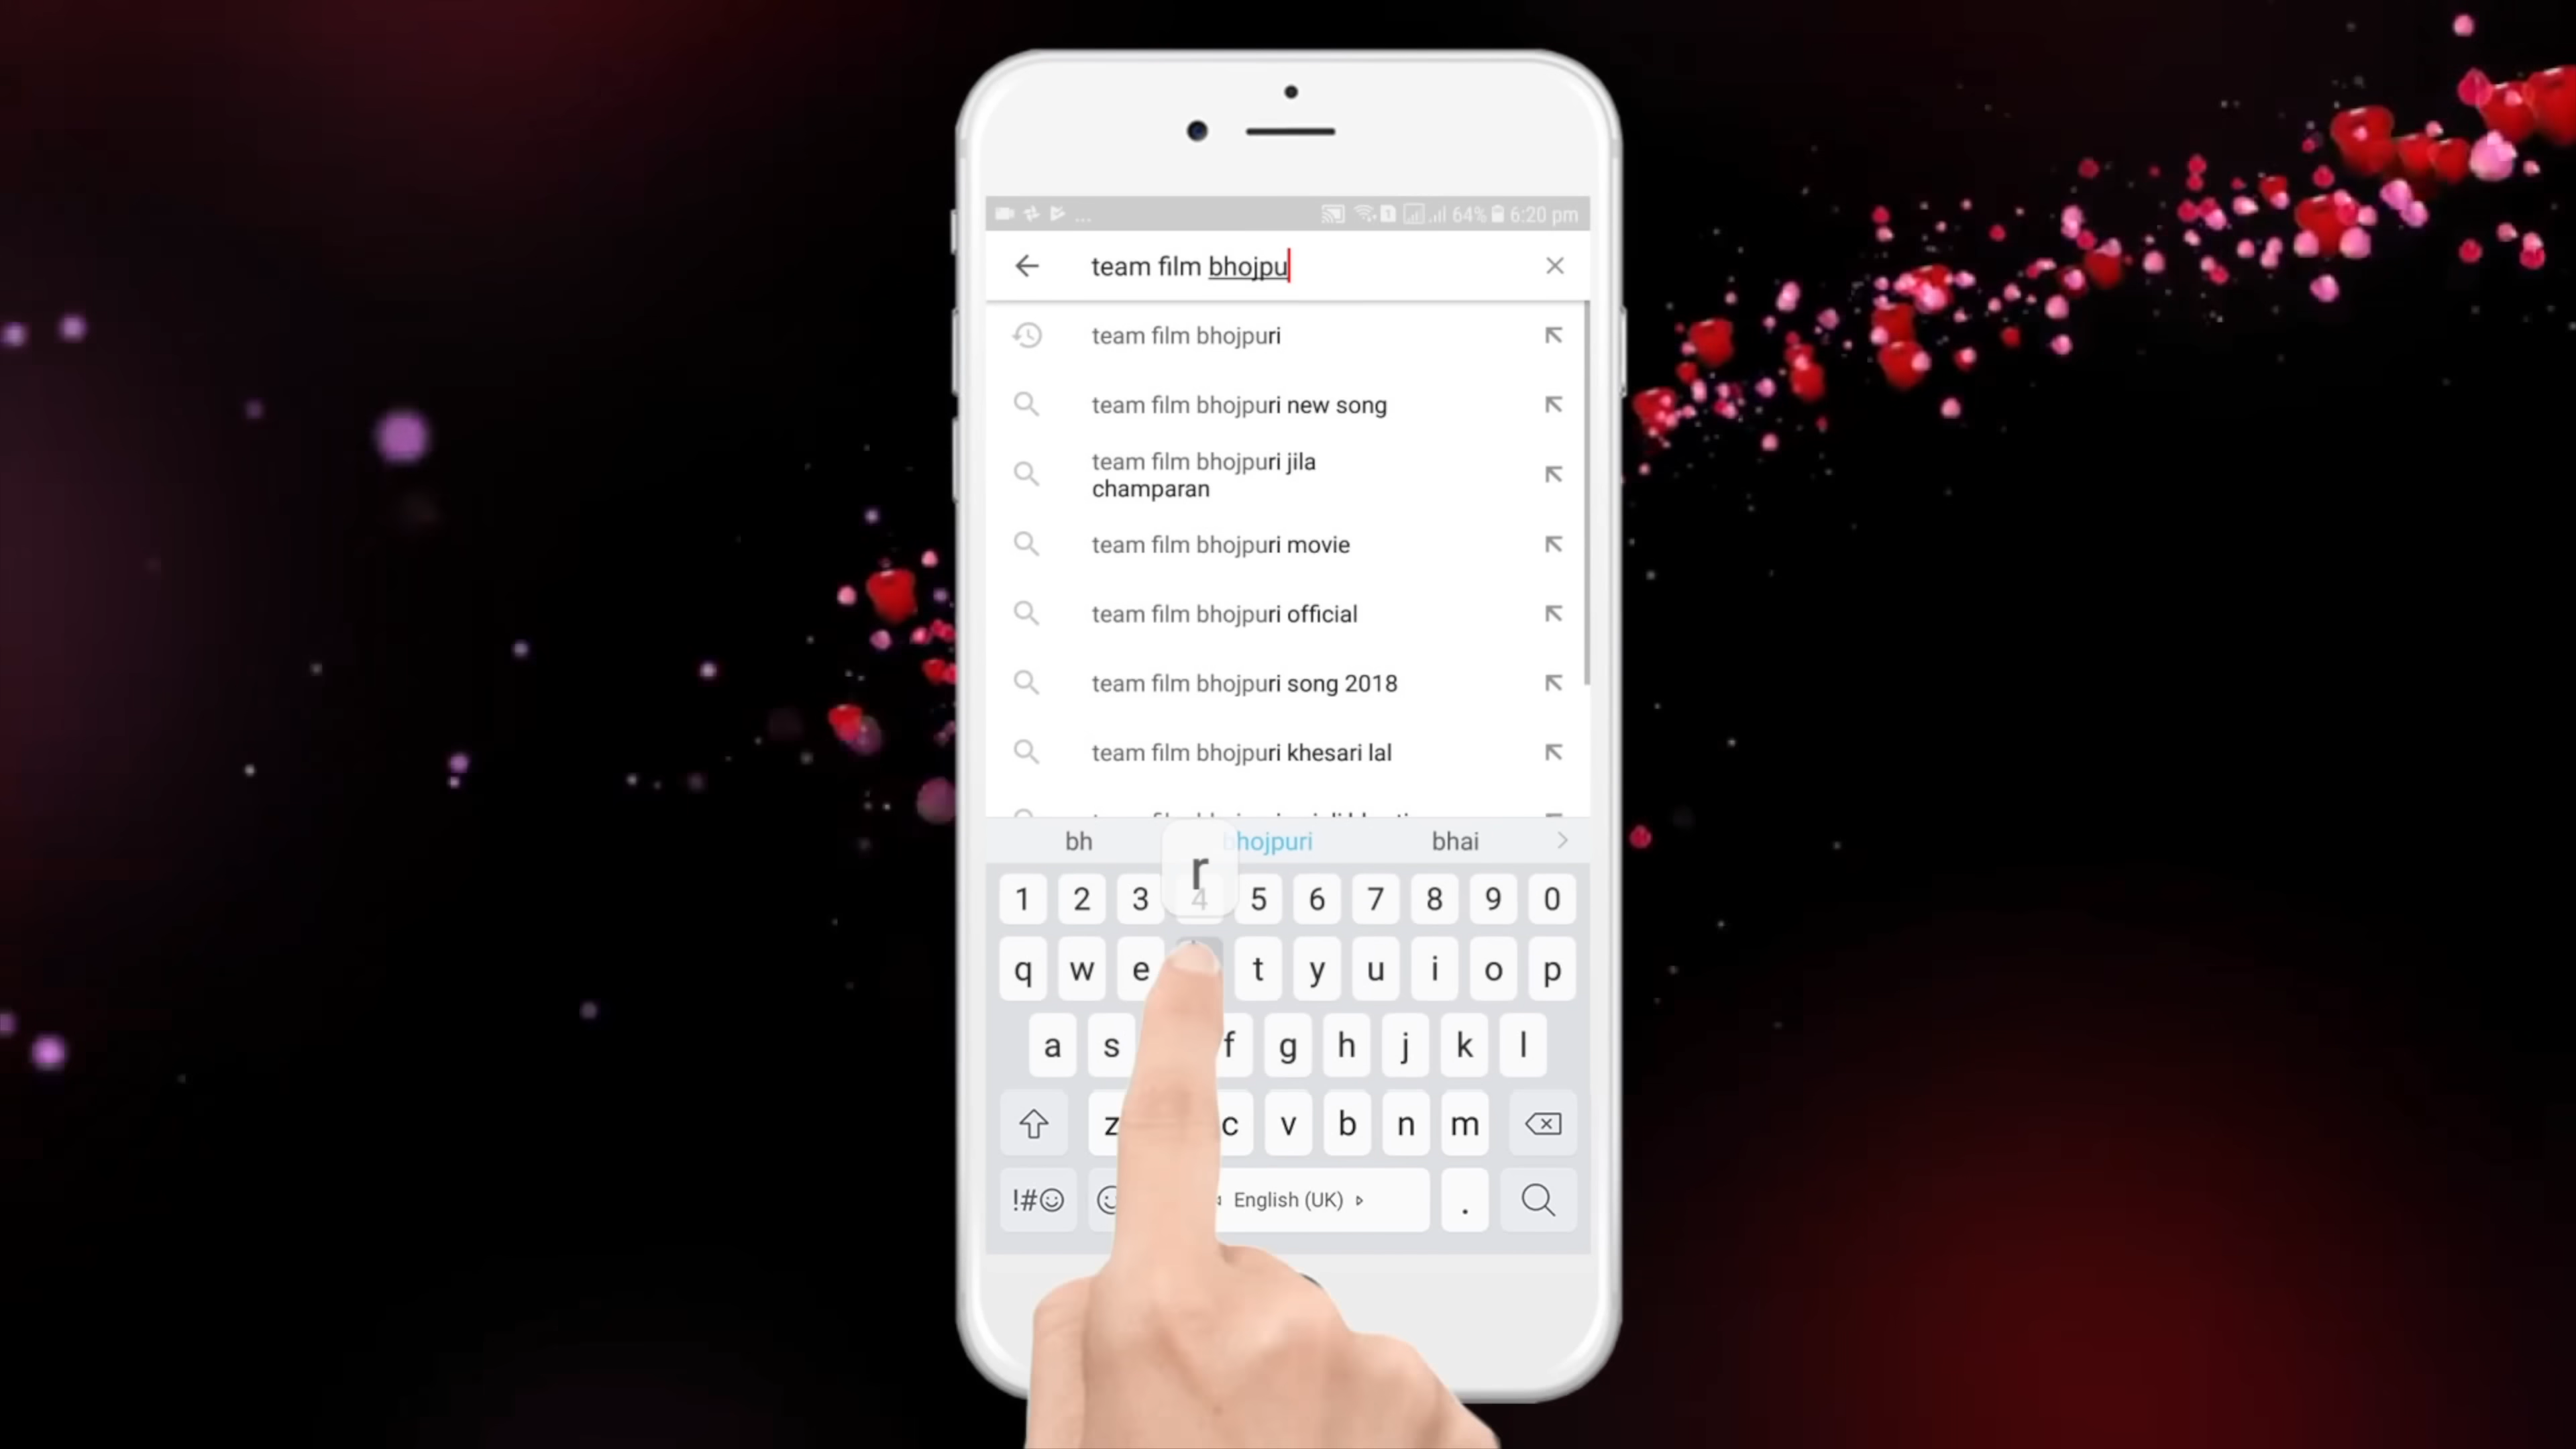 ... 64% 6:20 pm
team film bhojpu
team film bhojpuri
team film bhojpuri new song
team film bhojpuri jila
champaran
team film bhojpuri movie
team film bhojpuri official
team film bhojpuri song 2018
team film bhojpuri khesari lal
bh bhojpuri bhai
r
1 2 3 4 5 6 7 8 9 0
q w e t y u i o p
a s f g h j k l
z c v b n m
!#☺ English (UK) .